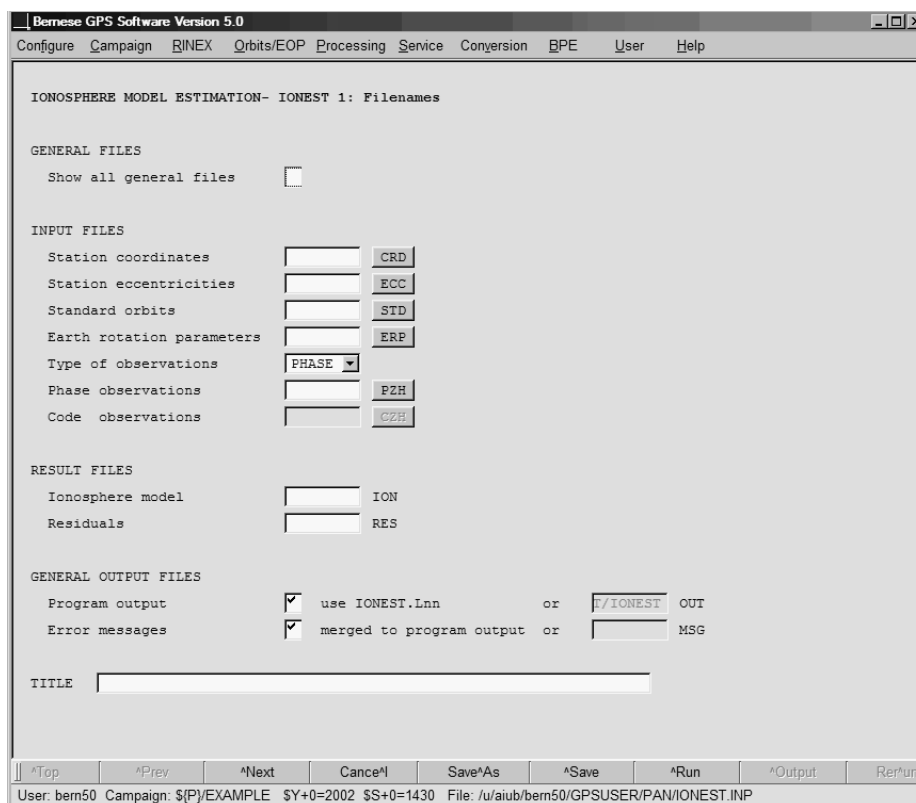 Bernese GPS Software Version 5.0
Configure Campaign RINEX Orbits/EOP Processing Service Conversion BPE User Help
IONOSPHERE MODEL ESTIMATION- IONEST 1: Filenames
GENERAL FILES
Show all general files
INPUT FILES
Station coordinates CRD
Station eccentricities ECC
Standard orbits STD
Earth rotation parameters ERP
Type of observations PHASE
Phase observations PZH
Code observations CZH
RESULT FILES
Ionosphere model ION
Residuals RES
GENERAL OUTPUT FILES
Program output use IONEST.Lnn or T/IONEST OUT
Error messages merged to program output or MSG
TITLE
^Top ^Prev ^Next Cance^l Save^As ^Save ^Run ^Output Rer^un
User: bern50 Campaign: ${P}/EXAMPLE $Y+0=2002 $S+0=1430 File: /u/aiub/bern50/GPSUSER/PAN/IONEST.INP